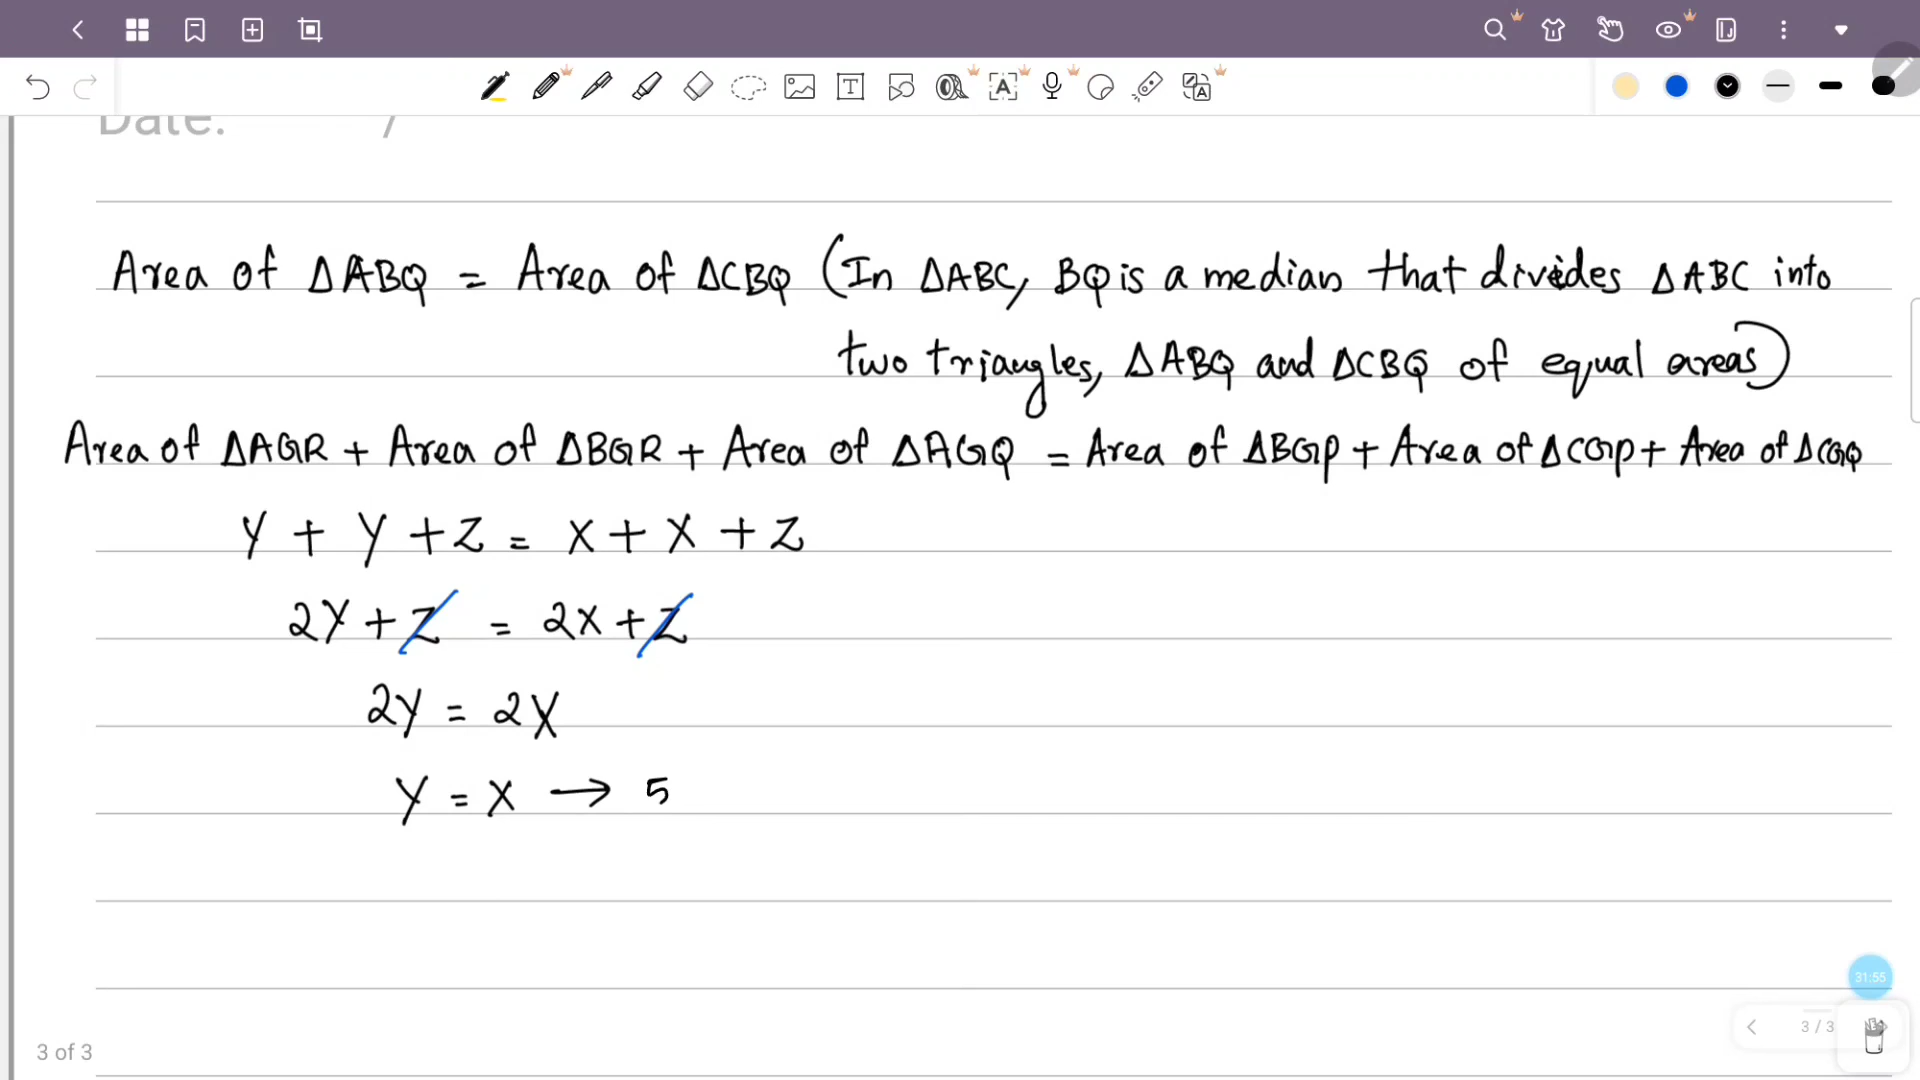 Date: /
Area of ΔABQ = Area of ΔCBQ (In ΔABC, BQ is a median that divides ΔABC into
two triangles, ΔABQ and ΔCBQ of equal areas)
Area of ΔAGR + Area of ΔBGR + Area of ΔAGQ = Area of ΔBGP + Area of ΔCGP + Area of ΔCGQ
Y + Y + Z = X + X + Z
2Y + Z = 2X + Z
2Y = 2X
Y = X → 5
31:55
3 / 3
3 of 3